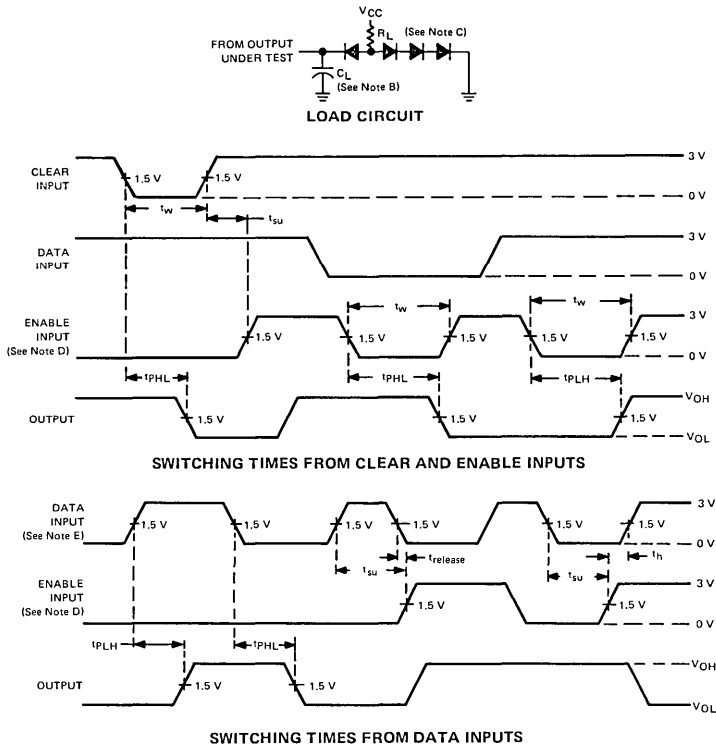 VCC
RL (See Note C)
FROM OUTPUT
UNDER TEST
CL
(See Note B)
LOAD CIRCUIT
CLEAR
INPUT
1.5 V 1.5 V
3 V
0 V
tw
tsu
DATA
INPUT
3 V
0 V
ENABLE
INPUT
(See Note D)
tw tw
1.5 V 1.5 V 1.5 V 1.5 V 1.5 V
3 V
0 V
tPHL tPHL tPLH
OUTPUT
1.5 V 1.5 V 1.5 V
VOH
VOL
SWITCHING TIMES FROM CLEAR AND ENABLE INPUTS
DATA
INPUT
(See Note E)
1.5 V 1.5 V 1.5 V 1.5 V 1.5 V 1.5 V
3 V
0 V
trelease
th
tsu tsu
ENABLE
INPUT
(See Note D)
1.5 V 1.5 V
3 V
0 V
tPLH tPHL
OUTPUT
1.5 V 1.5 V
VOH
VOL
SWITCHING TIMES FROM DATA INPUTS